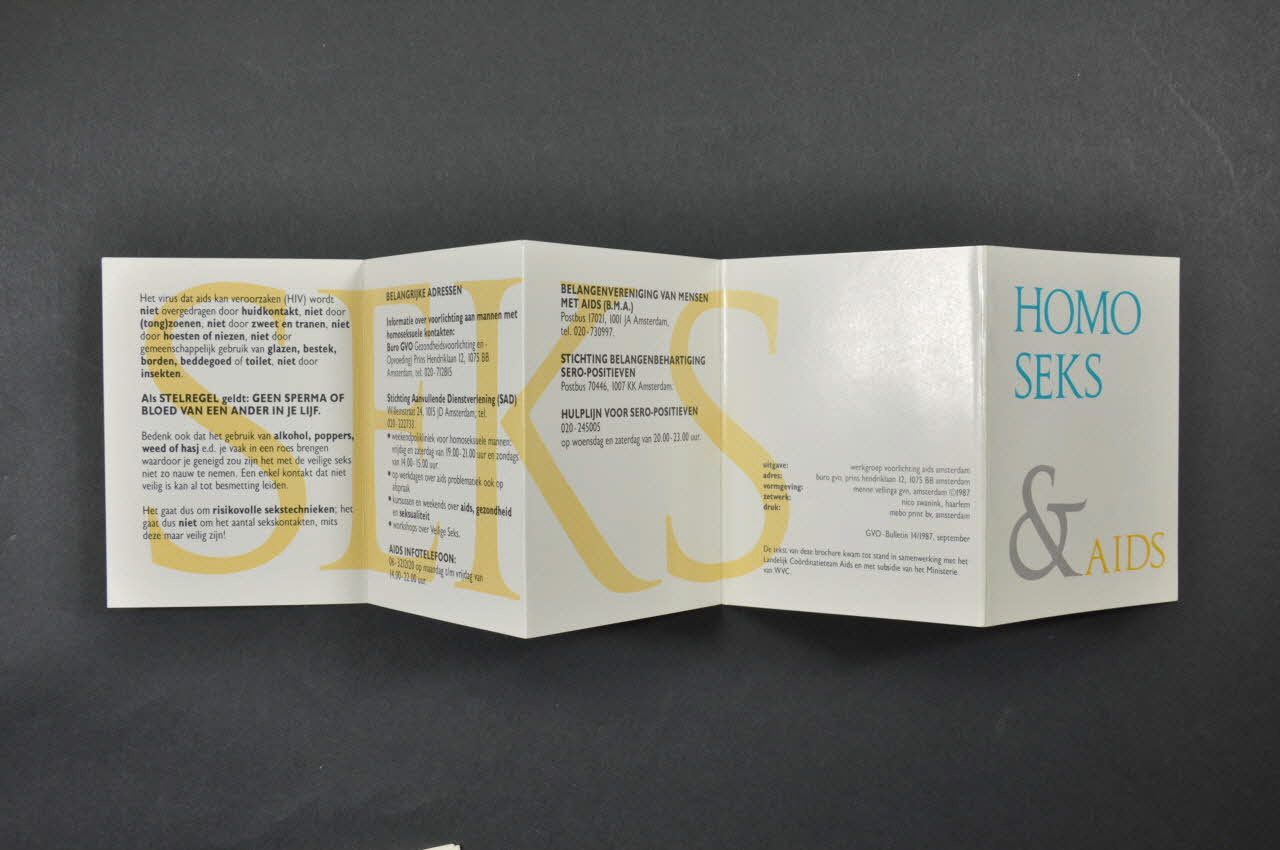 Het virus dat aids kan veroorzaken (HIV) wordt
niet overgedragen door huidkontakt, niet door
(tong)zoenen, niet door zweet en tranen, niet
door hoesten of niezen, niet door
gemeenschappelijk gebruik van glazen, bestek,
borden, beddegoed of toilet, niet door
insekten.
Als STELREGEL geldt: GEEN SPERMA OF
BLOED VAN EEN ANDER IN JE LIJF.
Bedenk ook dat het gebruik van alkohol, poppers,
weed of hasj e.d. je vaak in een roes brengen
waardoor je geneigd zou zijn het met de veilige seks
niet zo nauw te nemen. Een enkel kontakt dat niet
veilig is kan al tot besmetting leiden.
Het gaat dus om risikovolle sekstechnieken; het
gaat dus niet om het aantal sekskontakten, mits
deze maar veilig zijn!
SEKS
BELANGRIJKE ADRESSEN
Informatie over voorlichting aan mannen met
homoseksuele kontakten:
Buro GVO Gezondheidsvoorlichting en -
Opvoeding) Prins Hendriklaan 12, 1075 BB
Amsterdam, tel. 020-712815
Stichting Aanvullende Dienstverlening (SAD)
Willemstraat 24, 1015 JD Amsterdam, tel.
020-222733.
• weekendpolikliniek voor homoseksuele mannen;
vrijdag en zaterdag van 19.00-21.00 uur en zondags
van 14.00-15.00 uur.
• op werkdagen over aids problematiek ook op
afspraak
• kursussen en weekends over aids, gezondheid
en seksualiteit
• workshops over Veilige Seks.
AIDS INFOTELEFOON:
06-3212120 op maandag t/m vrijdag van
14.00-22.00 uur
BELANGENVERENIGING VAN MENSEN
MET AIDS (B.M.A.)
Postbus 17021, 1001 JA Amsterdam,
tel. 020-730997.
STICHTING BELANGENBEHARTIGING
SERO-POSITIEVEN
Postbus 70446, 1007 KK Amsterdam.
HULPLIJN VOOR SERO-POSITIEVEN
020-245005
op woensdag en zaterdag van 20.00-23.00 uur.
uitgave: werkgroep voorlichting aids amsterdam
adres: buro gvo, prins hendriklaan 12, 1075 BB amsterdam
vormgeving: menne vellinga gvn, amsterdam ©1987
zetwerk: nico swanink, haarlem
druk: mebo print bv, amsterdam
GVO-Bulletin 14/1987, september
De tekst van deze brochure kwam tot stand in samenwerking met het
Landelijk Coördinatieteam Aids en met subsidie van het Ministerie
van WVC.
HOMO
SEKS
& AIDS